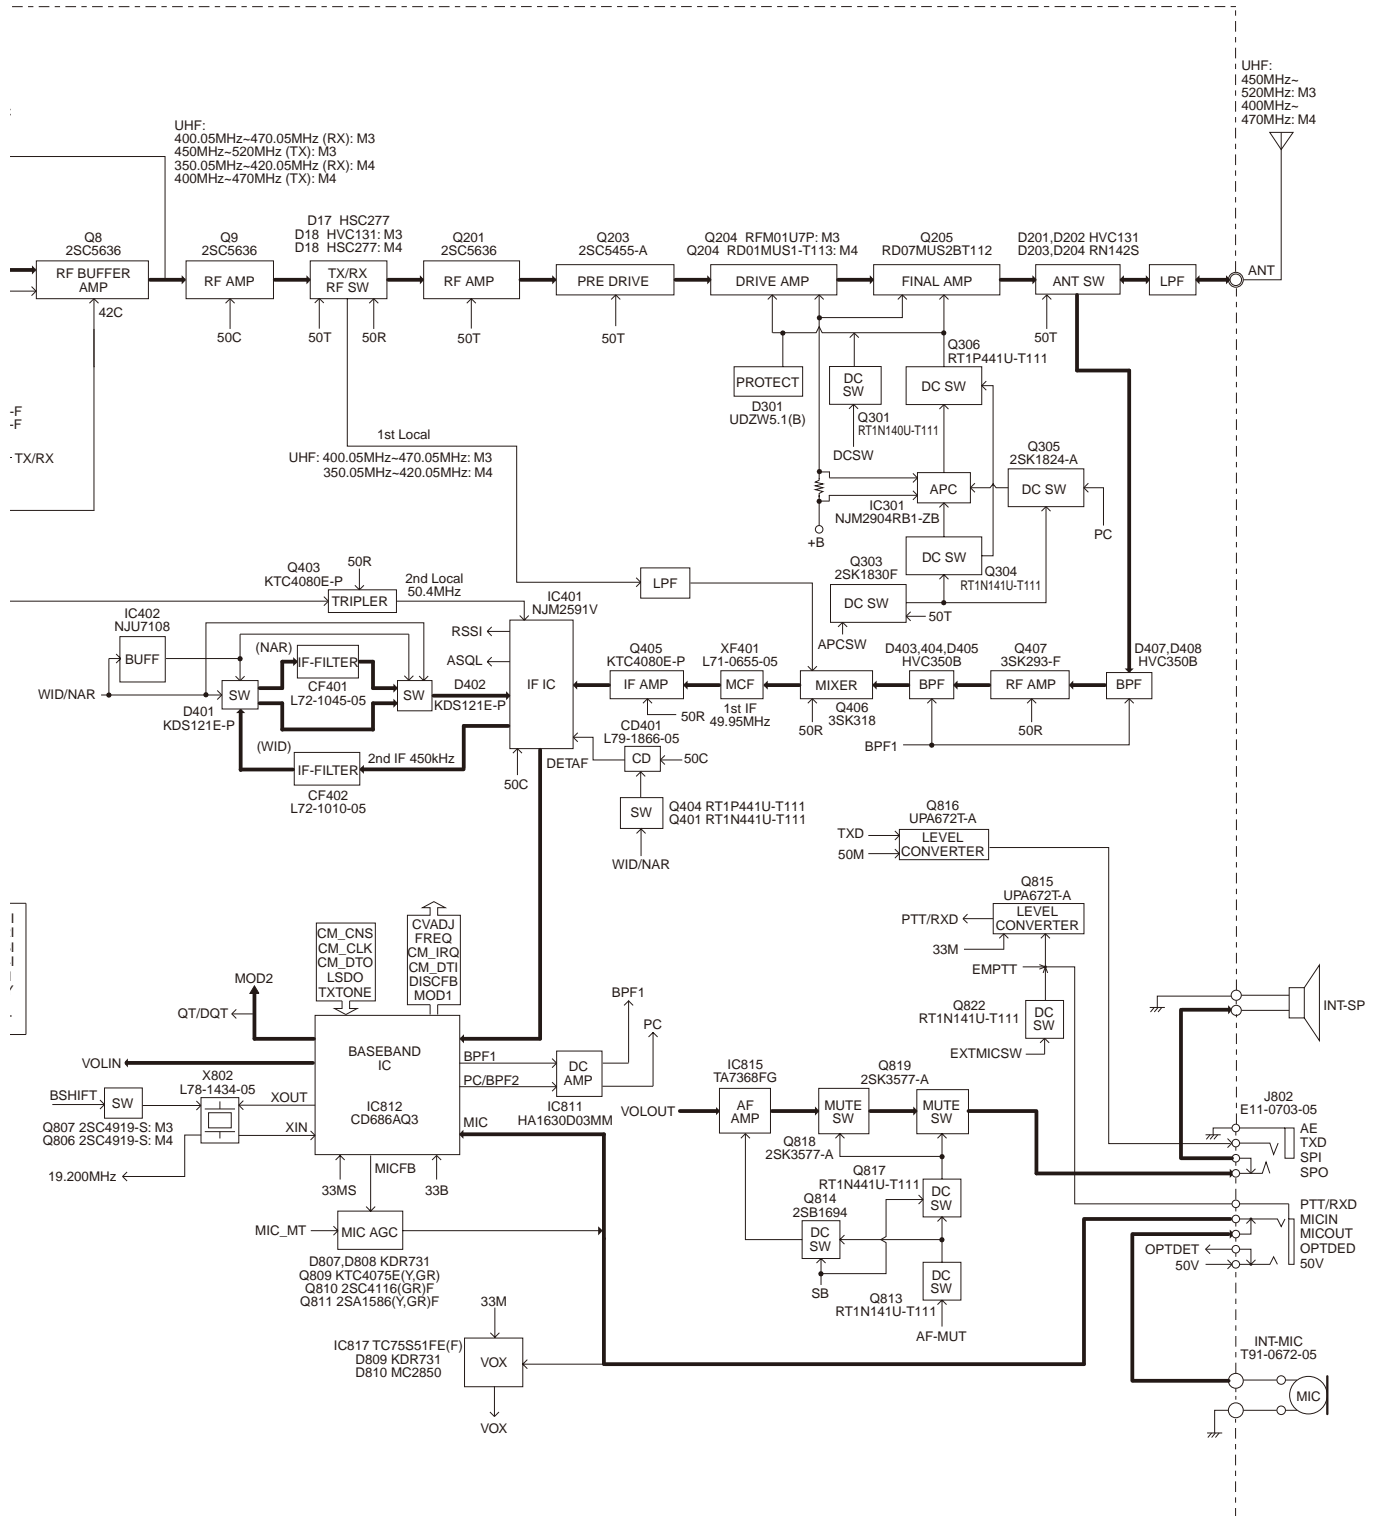 UHF:
450MHz~
520MHz: M3
400MHz~
470MHz: M4
UHF:
400.05MHz~470.05MHz (RX): M3
450MHz~520MHz (TX): M3
350.05MHz~420.05MHz (RX): M4
400MHz~470MHz (TX): M4
Q8
2SC5636
RF BUFFER
AMP
42C
Q9
2SC5636
RF AMP
50C
D17 HSC277
D18 HVC131: M3
D18 HSC277: M4
TX/RX
RF SW
50T
50R
Q201
2SC5636
RF AMP
50T
Q203
2SC5455-A
PRE DRIVE
50T
Q204 RFM01U7P: M3
Q204 RD01MUS1-T113: M4
DRIVE AMP
Q205
RD07MUS2BT112
FINAL AMP
D201,D202 HVC131
D203,D204 RN142S
ANT SW
50T
LPF
ANT
PROTECT
D301
UDZW5.1(B)
DC
SW
Q301
RT1N140U-T111
DCSW
Q306
RT1P441U-T111
DC SW
Q305
2SK1824-A
DC SW
PC
APC
IC301
NJM2904RB1-ZB
+B
DC SW
Q304
RT1N141U-T111
Q303
2SK1830F
DC SW
50T
APCSW
-F
-F
TX/RX
1st Local
UHF: 400.05MHz~470.05MHz: M3
350.05MHz~420.05MHz: M4
LPF
Q403
KTC4080E-P
50R
TRIPLER
2nd Local
50.4MHz
IC401
NJM2591V
IF IC
RSSI
ASQL
IC402
NJU7108
BUFF
WID/NAR
SW
D401
KDS121E-P
(NAR)
IF-FILTER
CF401
L72-1045-05
SW
D402
KDS121E-P
(WID)
IF-FILTER
CF402
L72-1010-05
2nd IF 450kHz
50C
DETAF
Q405
KTC4080E-P
IF AMP
50R
XF401
L71-0655-05
MCF
1st IF
49.95MHz
MIXER
Q406
3SK318
50R
D403,404, D405
HVC350B
BPF
Q407
3SK293-F
RF AMP
50R
D407, D408
HVC350B
BPF
BPF1
CD401
L79-1866-05
CD
50C
SW
Q404 RT1P441U-T111
Q401 RT1N441U-T111
WID/NAR
Q816
UPA672T-A
TXD
50M
LEVEL
CONVERTER
Q815
UPA672T-A
LEVEL
CONVERTER
PTT/RXD
33M
EMPTT
Q822
RT1N141U-T111
DC
SW
EXTMICSW
INT-SP
CM_CNS
CM_CLK
CM_DTO
LSDO
TXTONE
CVADJ
FREQ
CM_IRQ
CM_DTI
DISCFB
MOD1
MOD2
QT/DQT
VOLIN
BASEBAND
IC
IC812
CD686AQ3
BPF1
PC/BPF2
MIC
DC
AMP
IC811
HA1630D03MM
BPF1
PC
BSHIFT
SW
Q807 2SC4919-S: M3
Q806 2SC4919-S: M4
X802
L78-1434-05
XOUT
XIN
19.200MHz
33MS
MICFB
33B
MIC_MT
MIC AGC
D807,D808 KDR731
Q809 KTC4075E(Y,GR)
Q810 2SC4116(GR)F
Q811 2SA1586(Y,GR)F
VOLOUT
IC815
TA7368FG
AF
AMP
MUTE
SW
Q818
2SK3577-A
Q819
2SK3577-A
MUTE
SW
Q817
RT1N441U-T111
DC
SW
Q814
2SB1694
DC
SW
SB
DC
SW
Q813
RT1N141U-T111
AF-MUT
J802
E11-0703-05
AE
TXD
SPI
SPO
PTT/RXD
MICIN
MICOUT
OPTDED
50V
OPTDET
50V
33M
IC817 TC75S51FE(F)
D809 KDR731
D810 MC2850
VOX
VOX
INT-MIC
T91-0672-05
MIC